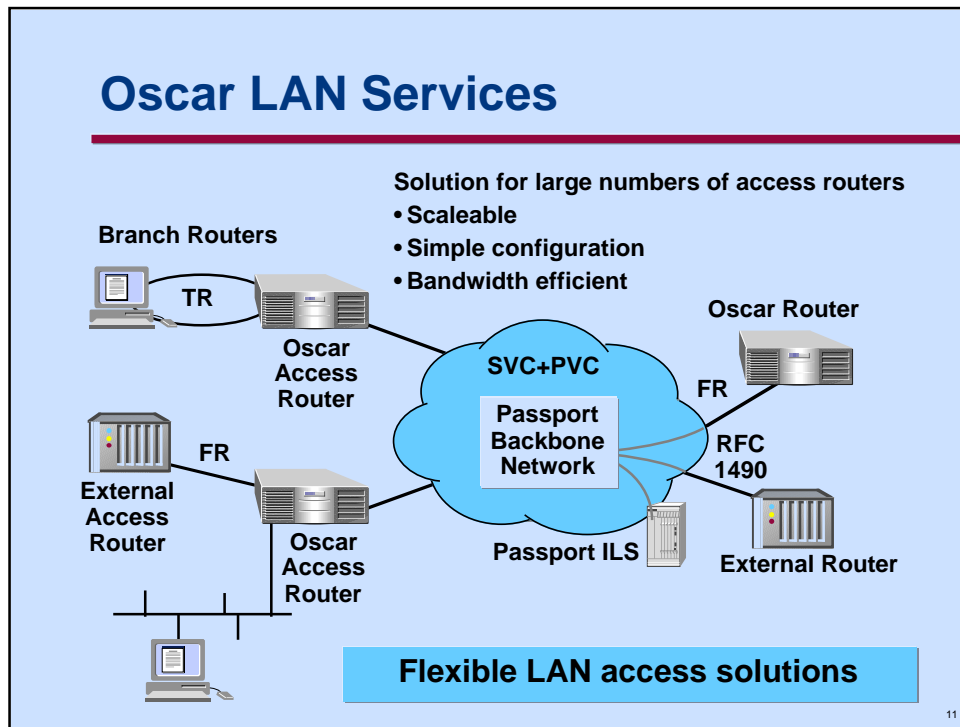 Oscar LAN Services
Solution for large numbers of access routers
• Scaleable
• Simple configuration
• Bandwidth efficient
Branch Routers
TR
Oscar
Access
Router
SVC+PVC
Passport
Backbone
Network
Oscar Router
FR
RFC
1490
FR
External
Access
Router
Oscar
Access
Router
Passport ILS
External Router
Flexible LAN access solutions
11